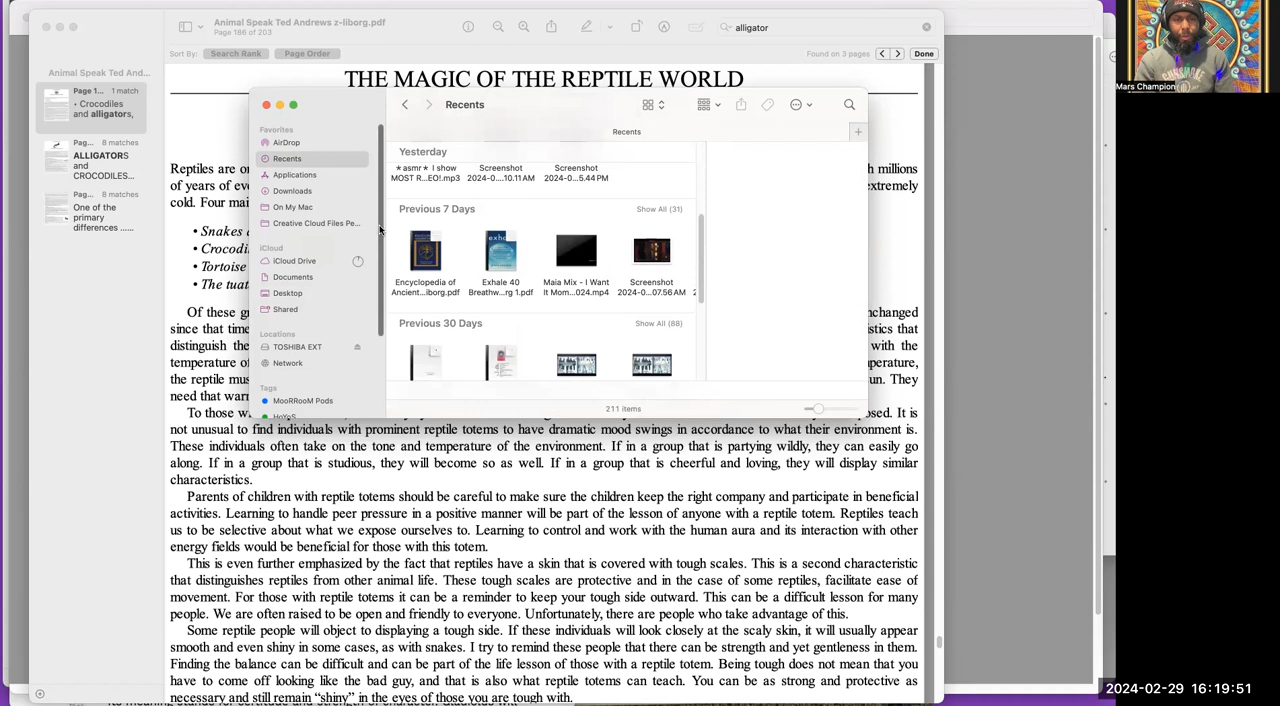 Animal Speak Ted Andrews z-liborg.pdf
Page 186 of 203
alligator
Sort By: Search Rank Page Order
Found on 3 pages
Done
Animal Speak Ted And...
Page 1... 1 match
• Crocodiles
and alligators,
Pag... 8 matches
ALLIGATORS
and
CROCODILES...
Pag... 8 matches
One of the
primary
differences ......
THE MAGIC OF THE REPTILE WORLD
Recents
Recents
Favorites
AirDrop
Recents
Applications
Downloads
On My Mac
Creative Cloud Files Pe...
iCloud
iCloud Drive
Documents
Desktop
Shared
Locations
TOSHIBA EXT
Network
Tags
MooRRooM Pods
HoYoS
Yesterday
*asmr* I show
MOST R...EO!.mp3
Screenshot
2024-0....10.11 AM
Screenshot
2024-0...5.44 PM
Previous 7 Days Show All (31)
Encyclopedia of
Ancient...iborg.pdf
Exhale 40
Breathw...rg 1.pdf
Maia Mix - I Want
It Mom...024.mp4
Screenshot
2024-0...07.56 AM
Previous 30 Days Show All (88)
211 items
Reptiles are or
h millions
of years of eve
extremely
cold. Four mai
• Snakes
• Crocodi
• Tortoise
• The tuat
Of these gr
nchanged
since that time
stics that
distinguish the
with the
temperature of
perature,
the reptile mus
un. They
need that warm
To those w
posed. It is
not unusual to find individuals with prominent reptile totems to have dramatic mood swings in accordance to what their environment is.
These individuals often take on the tone and temperature of the environment. If in a group that is partying wildly, they can easily go
along. If in a group that is studious, they will become so as well. If in a group that is cheerful and loving, they will display similar
characteristics.
Parents of children with reptile totems should be careful to make sure the children keep the right company and participate in beneficial
activities. Learning to handle peer pressure in a positive manner will be part of the lesson of anyone with a reptile totem. Reptiles teach
us to be selective about what we expose ourselves to. Learning to control and work with the human aura and its interaction with other
energy fields would be beneficial for those with this totem.
This is even further emphasized by the fact that reptiles have a skin that is covered with tough scales. This is a second characteristic
that distinguishes reptiles from other animal life. These tough scales are protective and in the case of some reptiles, facilitate ease of
movement. For those with reptile totems it can be a reminder to keep your tough side outward. This can be a difficult lesson for many
people. We are often raised to be open and friendly to everyone. Unfortunately, there are people who take advantage of this.
Some reptile people will object to displaying a tough side. If these individuals will look closely at the scaly skin, it will usually appear
smooth and even shiny in some cases, as with snakes. I try to remind these people that there can be strength and yet gentleness in them.
Finding the balance can be difficult and can be part of the life lesson of those with a reptile totem. Being tough does not mean that you
have to come off looking like the bad guy, and that is also what reptile totems can teach. You can be as strong and protective as
necessary and still remain “shiny” in the eyes of those you are tough with.
Mars Champion
2024-02-29 16:19:51